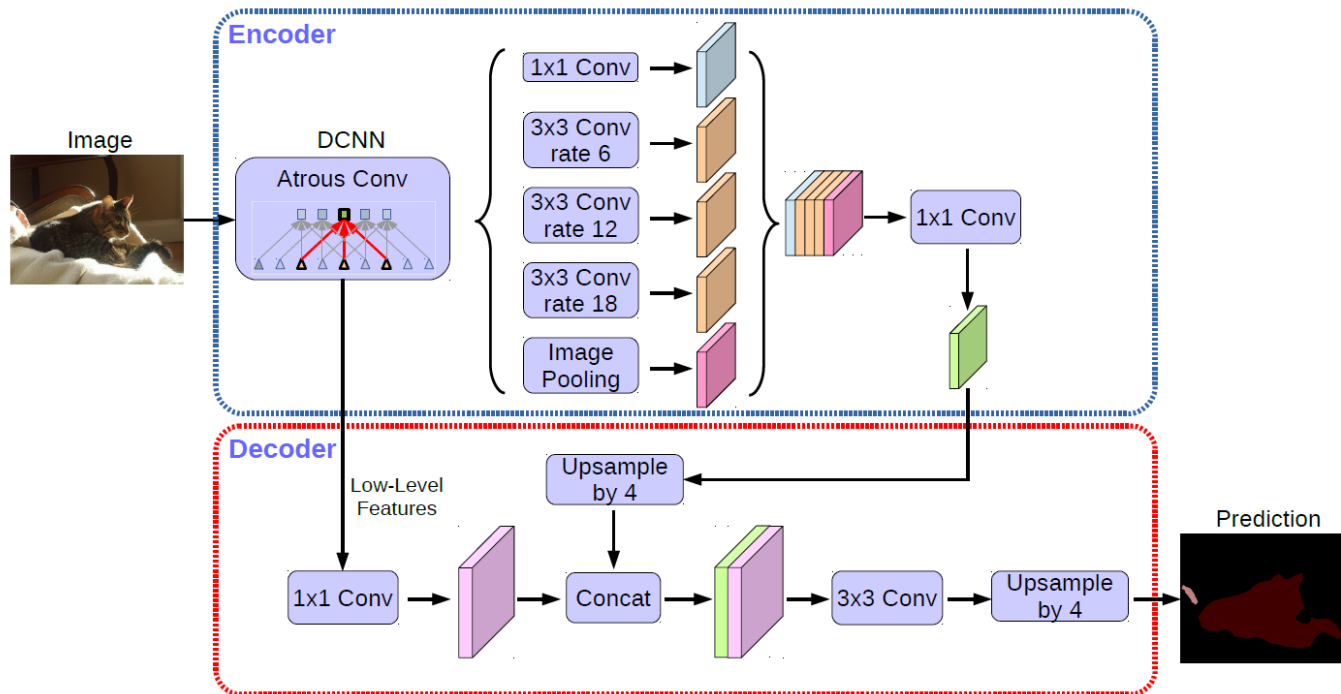 Encoder
Image
DCNN
Atrous Conv
1x1 Conv
3x3 Conv
rate 6
3x3 Conv
rate 12
3x3 Conv
rate 18
Image
Pooling
1x1 Conv
Decoder
Low-Level
Features
Upsample
by 4
1x1 Conv
Concat
3x3 Conv
Upsample
by 4
Prediction